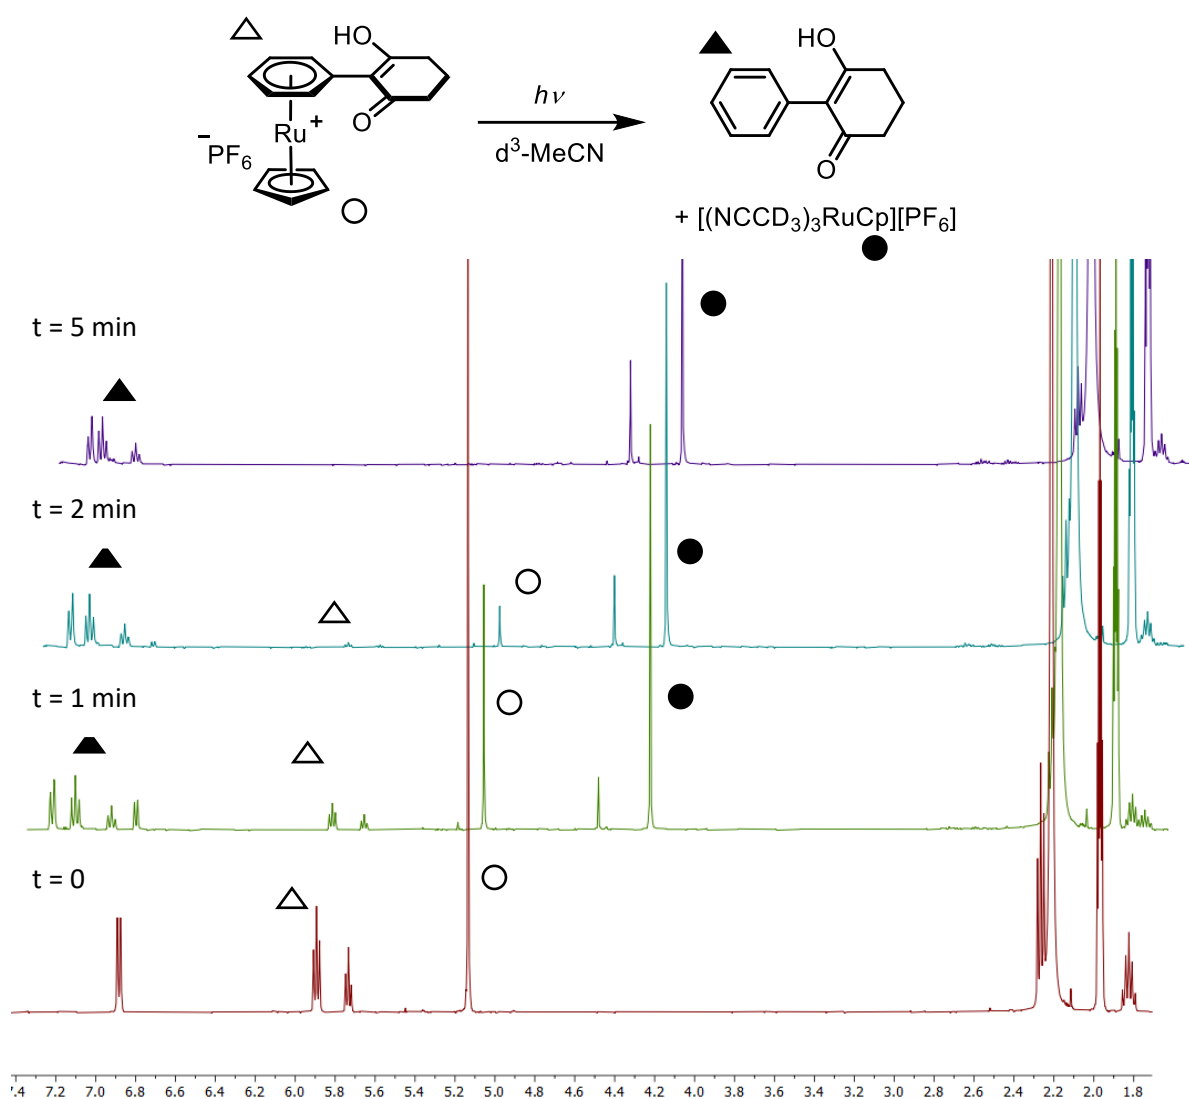 HO
O
Ru
+
−
PF6
hν
d3-MeCN
HO
O
+ [(NCCD3)3RuCp][PF6]
t = 5 min
t = 2 min
t = 1 min
t = 0
7.4 7.2 7.0 6.8 6.6 6.4 6.2 6.0 5.8 5.6 5.4 5.2 5.0 4.8 4.6 4.4 4.2 4.0 3.8 3.6 3.4 3.2 3.0 2.8 2.6 2.4 2.2 2.0 1.8